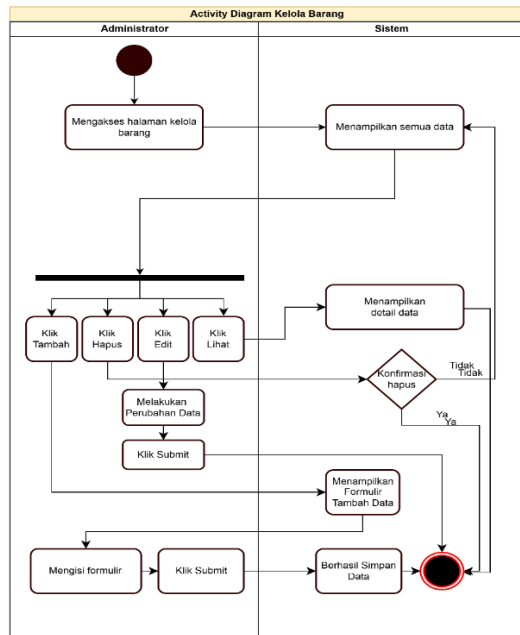 Activity Diagram Kelola Barang
Administrator
Sistem
Mengakses halaman kelola
barang
Menampilkan semua data
Klik
Tambah
Klik
Hapus
Klik
Edit
Klik
Lihat
Menampilkan
detail data
Konfirmasi
hapus
Tidak
Tidak
Ya
Ya
Melakukan
Perubahan Data
Klik Submit
Menampilkan
Formulir
Tambah Data
Mengisi formulir
Klik Submit
Berhasil Simpan
Data